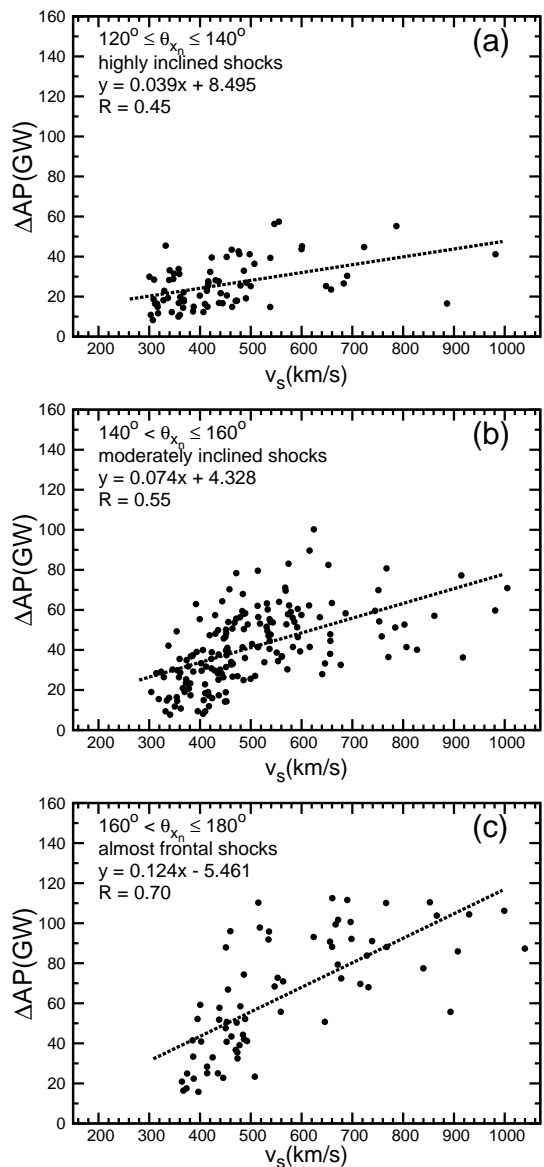 160
140
120
100
80
60
40
20
0
ΔAP(GW)
120° ≤ θxn ≤ 140°
highly inclined shocks
y = 0.039x + 8.495
R = 0.45
(a)
200 300 400 500 600 700 800 900 1000
vs(km/s)
160
140
120
100
80
60
40
20
0
ΔAP(GW)
140° < θxn ≤ 160°
moderately inclined shocks
y = 0.074x + 4.328
R = 0.55
(b)
200 300 400 500 600 700 800 900 1000
vs(km/s)
160
140
120
100
80
60
40
20
0
ΔAP(GW)
160° < θxn ≤ 180°
almost frontal shocks
y = 0.124x - 5.461
R = 0.70
(c)
200 300 400 500 600 700 800 900 1000
vs(km/s)